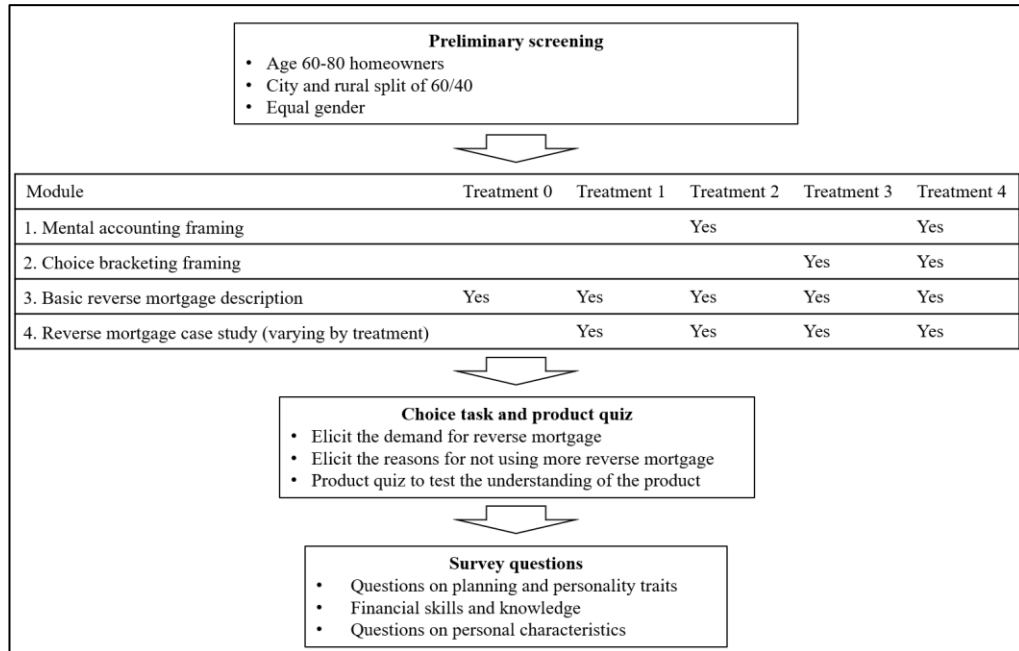 Preliminary screening
• Age 60-80 homeowners
• City and rural split of 60/40
• Equal gender
Module Treatment 0 Treatment 1 Treatment 2 Treatment 3 Treatment 4
1. Mental accounting framing Yes Yes
2. Choice bracketing framing Yes Yes
3. Basic reverse mortgage description Yes Yes Yes Yes Yes
4. Reverse mortgage case study (varying by treatment) Yes Yes Yes Yes
Choice task and product quiz
• Elicit the demand for reverse mortgage
• Elicit the reasons for not using more reverse mortgage
• Product quiz to test the understanding of the product
Survey questions
• Questions on planning and personality traits
• Financial skills and knowledge
• Questions on personal characteristics